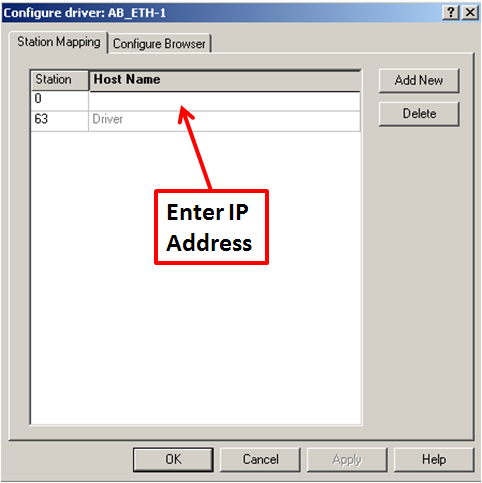 Configure driver: AB_ETH-1
Station Mapping Configure Browser
Station Host Name
0
63 Driver
Add New
Delete
Enter IP
Address
OK Cancel Apply Help